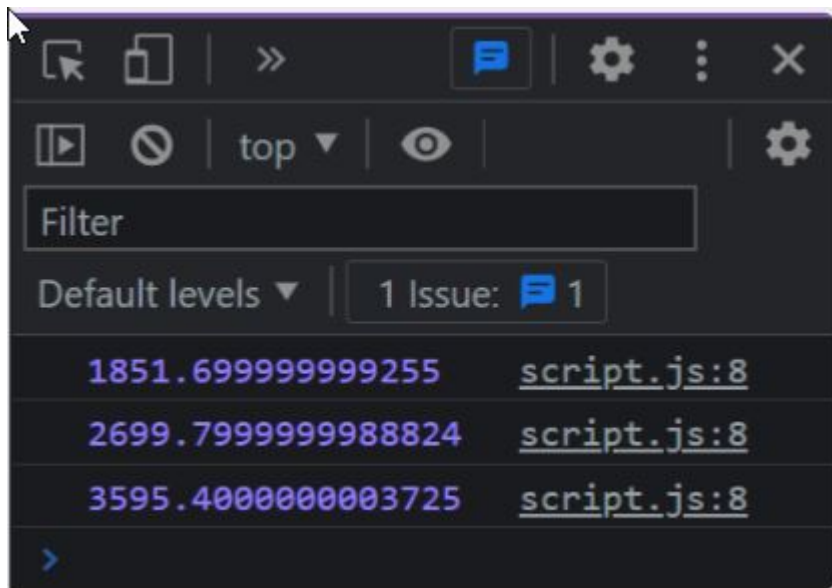 top
Filter
Default levels 1 Issue: 1
1851.699999999255 script.js:8
2699.7999999988824 script.js:8
3595.4000000003725 script.js:8